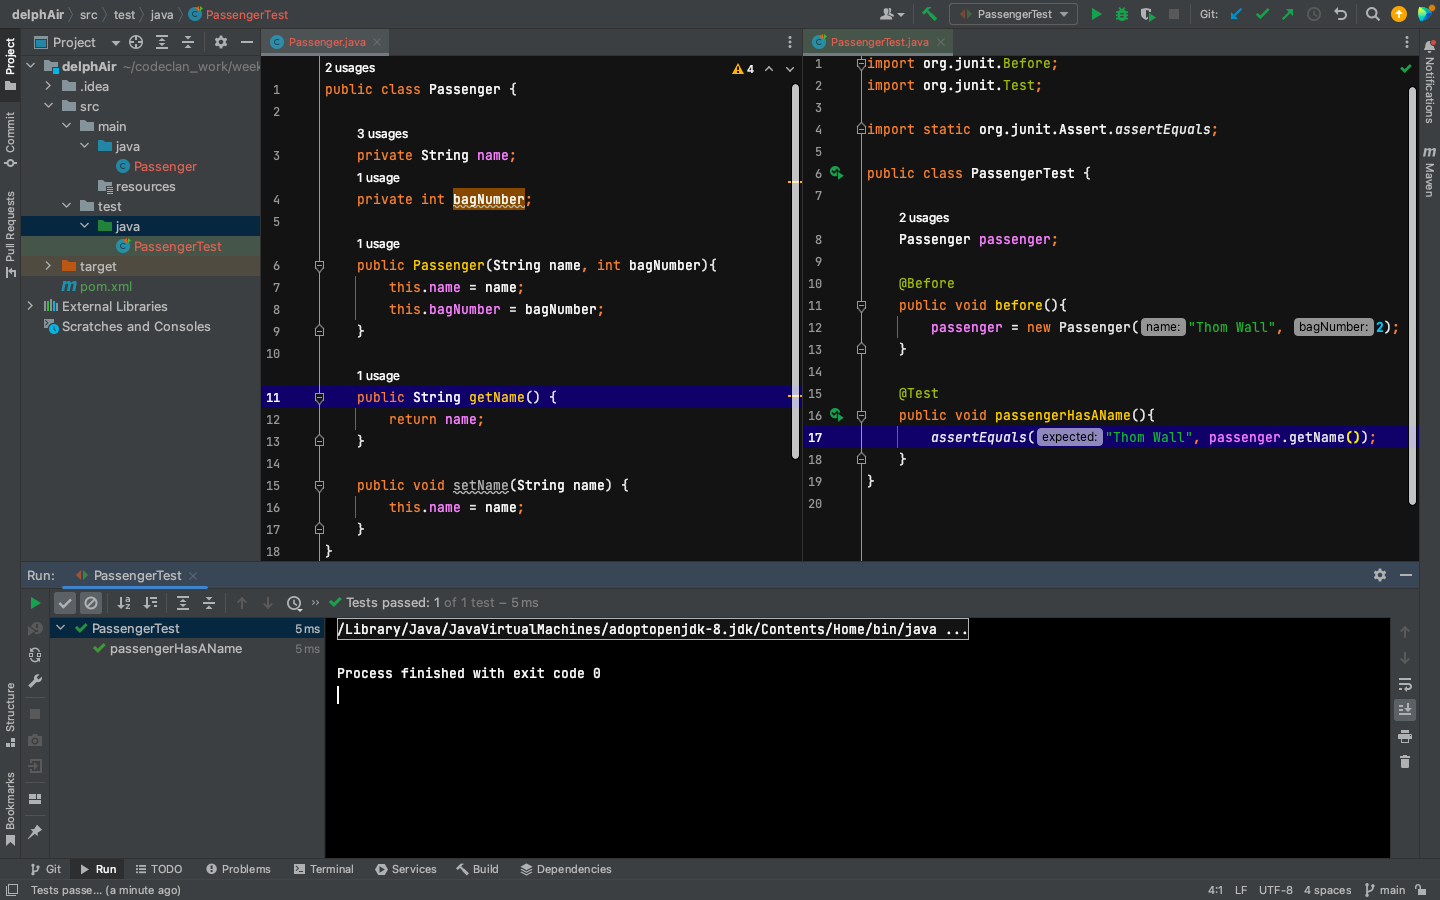 delphAir src test java PassengerTest
PassengerTest Git:
Project
Passenger.java
PassengerTest.java
Project
Commit
Pull Requests
Structure
Bookmarks
delphAir ~/codeclan_work/week
.idea
src
main
java
Passenger
resources
test
java
PassengerTest
target
pom.xml
External Libraries
Scratches and Consoles
4
2 usages
1 public class Passenger {
2
3 usages
3 private String name;
1 usage
4 private int bagNumber;
5
1 usage
6 public Passenger(String name, int bagNumber){
7 this.name = name;
8 this.bagNumber = bagNumber;
9 }
10
1 usage
11 public String getName() {
12 return name;
13 }
14
15 public void setName(String name) {
16 this.name = name;
17 }
18 }
1 import org.junit.Before;
2 import org.junit.Test;
3
4 import static org.junit.Assert.assertEquals;
5
6 public class PassengerTest {
7
2 usages
8 Passenger passenger;
9
10 @Before
11 public void before(){
12 passenger = new Passenger( name: "Thom Wall", bagNumber: 2);
13 }
14
15 @Test
16 public void passengerHasAName(){
17 assertEquals( expected: "Thom Wall", passenger.getName());
18 }
19 }
20
Notifications
m Maven
Run: PassengerTest
Tests passed: 1 of 1 test – 5 ms
PassengerTest 5 ms
passengerHasAName 5 ms
/Library/Java/JavaVirtualMachines/adoptopenjdk-8.jdk/Contents/Home/bin/java ...
Process finished with exit code 0
Git Run TODO Problems Terminal Services Build Dependencies
Tests passe... (a minute ago)
4:1 LF UTF-8 4 spaces main